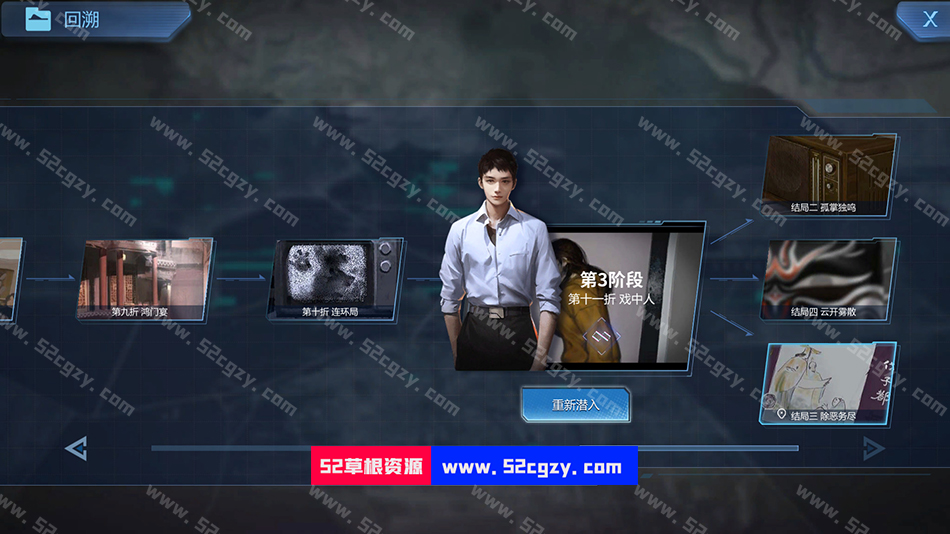 回溯
X
结局二 孤掌独鸣
第3阶段
第十一折 戏中人
第九折 鸿门宴
第十折 连环局
结局四 云开雾散
结局三 除恶务尽
重新潜入
52草根资源 www.52cgzy.com
www.52cgzy.com